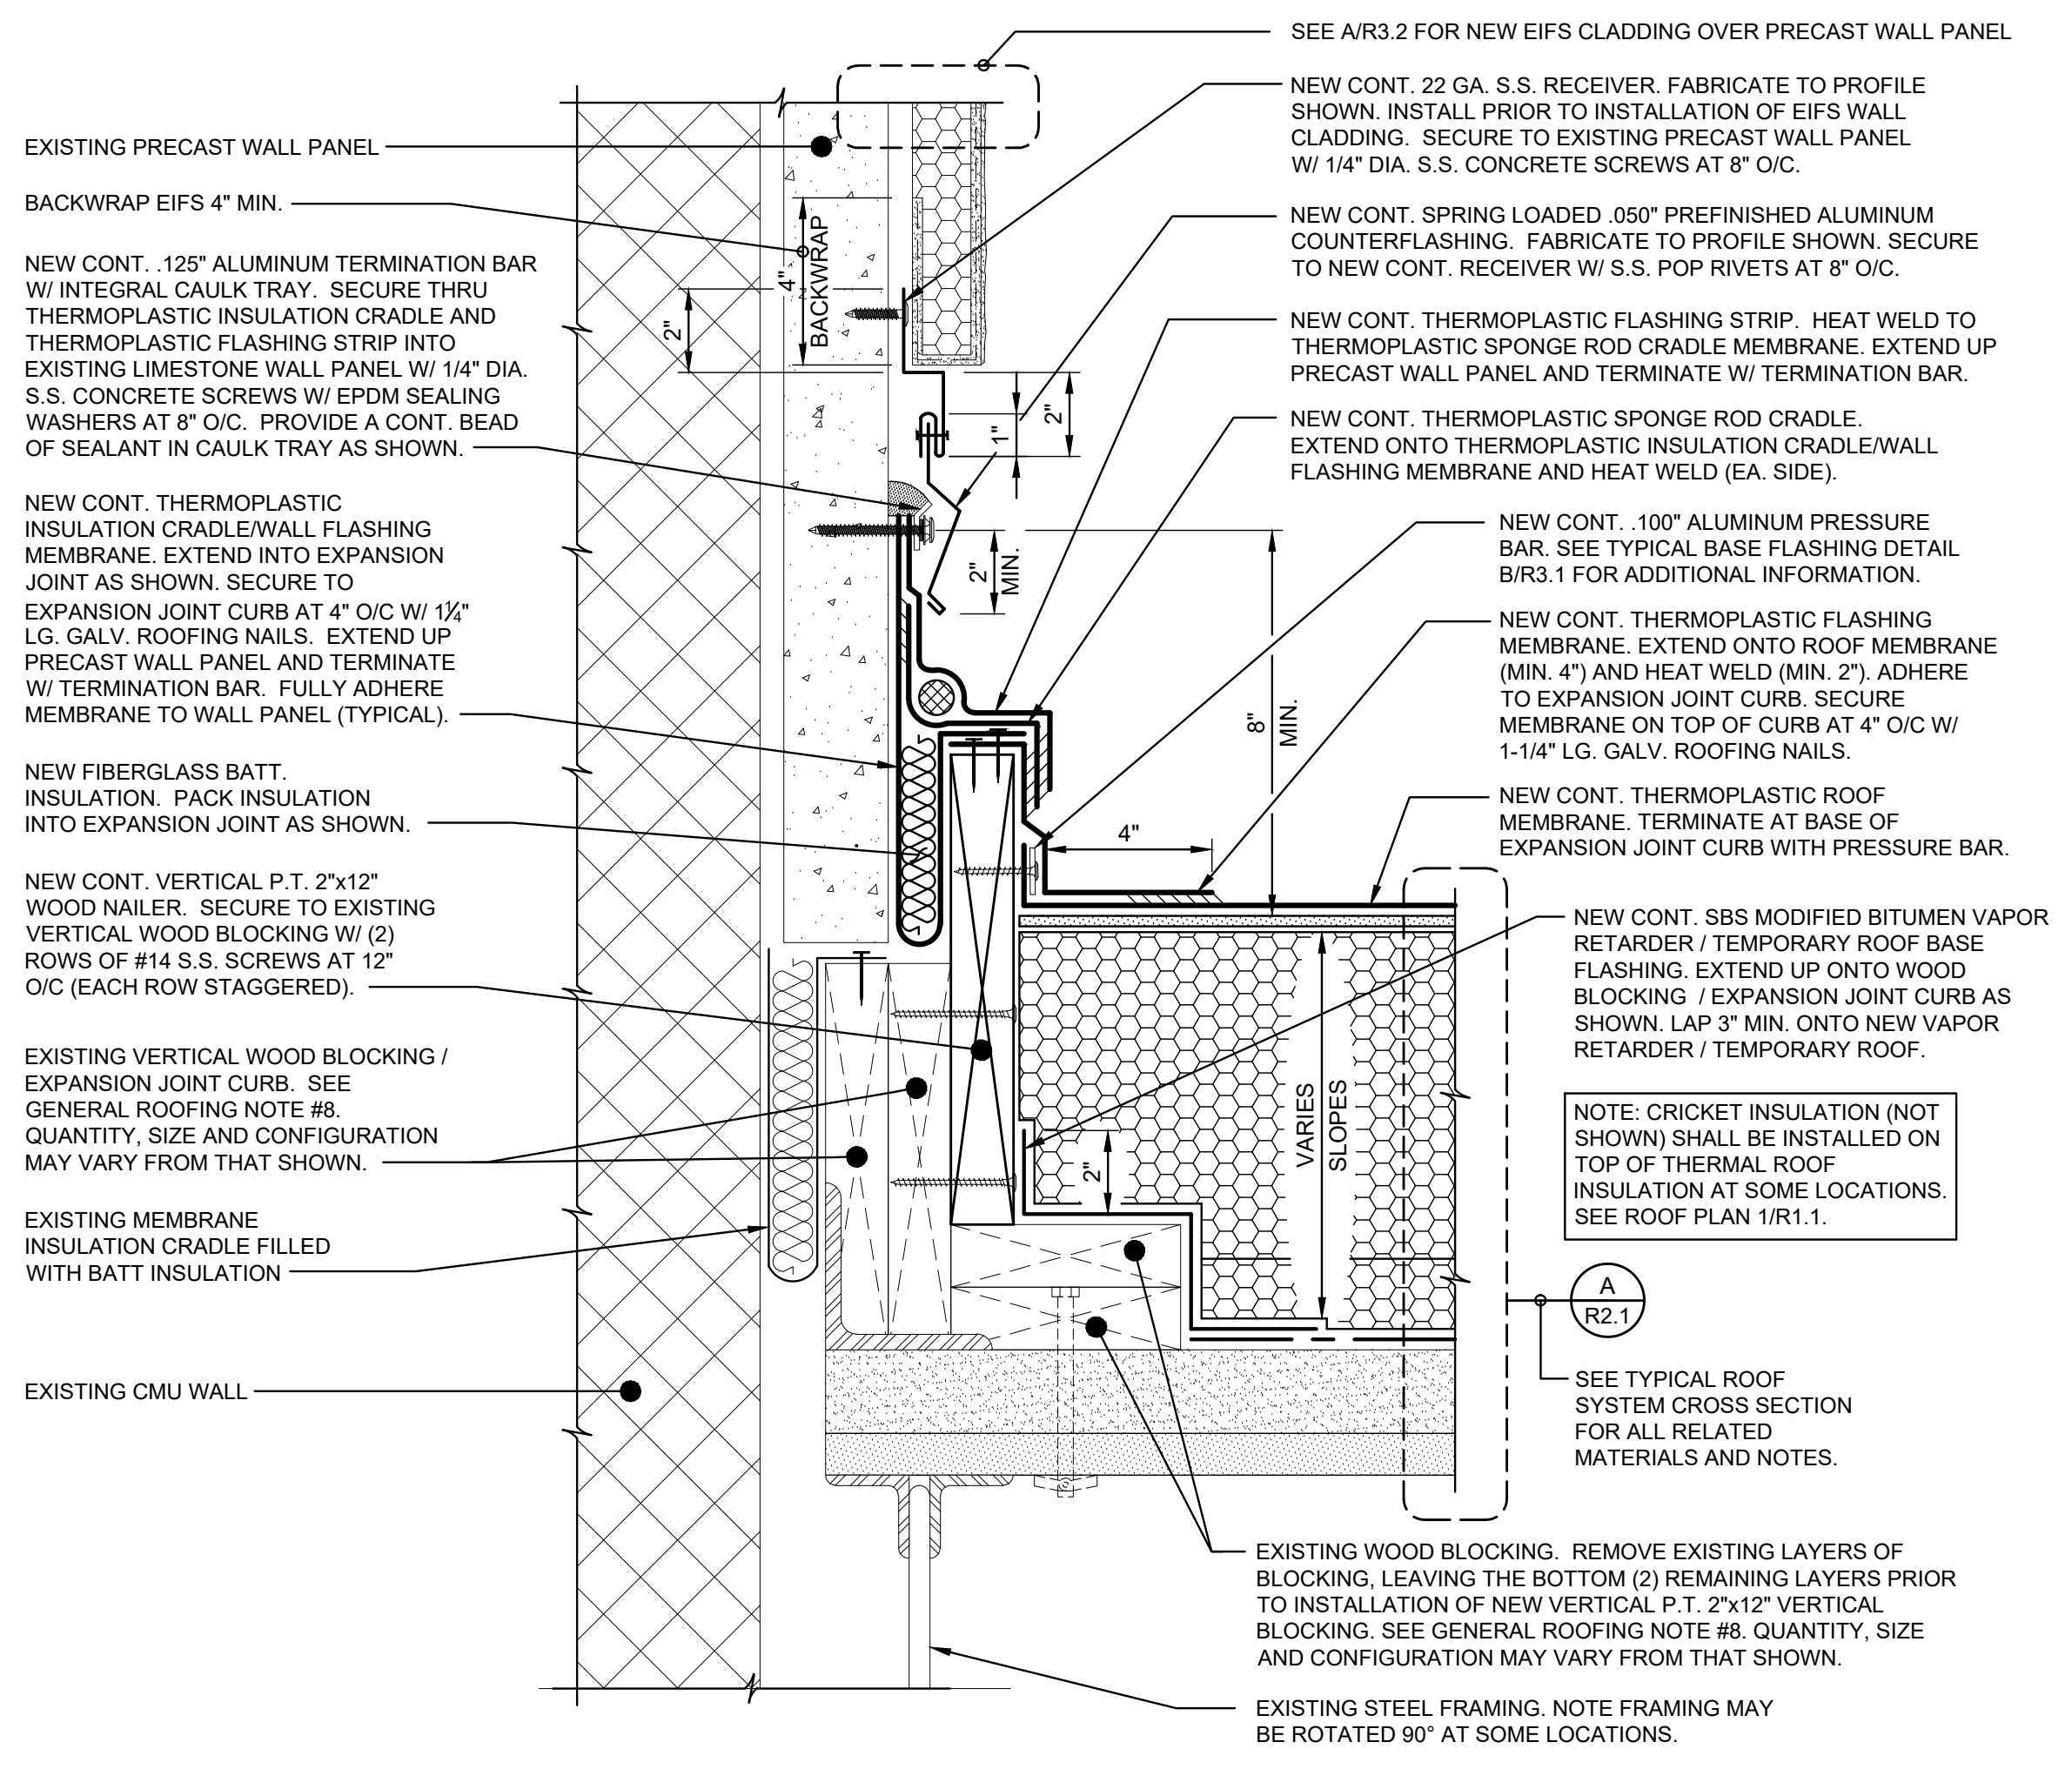 SEE A/R3.2 FOR NEW EIFS CLADDING OVER PRECAST WALL PANEL
NEW CONT. 22 GA. S.S. RECEIVER. FABRICATE TO PROFILE
SHOWN. INSTALL PRIOR TO INSTALLATION OF EIFS WALL
CLADDING. SECURE TO EXISTING PRECAST WALL PANEL
W/ 1/4" DIA. S.S. CONCRETE SCREWS AT 8" O/C.
NEW CONT. SPRING LOADED .050" PREFINISHED ALUMINUM
COUNTERFLASHING. FABRICATE TO PROFILE SHOWN. SECURE
TO NEW CONT. RECEIVER W/ S.S. POP RIVETS AT 8" O/C.
NEW CONT. THERMOPLASTIC FLASHING STRIP. HEAT WELD TO
THERMOPLASTIC SPONGE ROD CRADLE MEMBRANE. EXTEND UP
PRECAST WALL PANEL AND TERMINATE W/ TERMINATION BAR.
NEW CONT. THERMOPLASTIC SPONGE ROD CRADLE.
EXTEND ONTO THERMOPLASTIC INSULATION CRADLE/WALL
FLASHING MEMBRANE AND HEAT WELD (EA. SIDE).
NEW CONT. .100" ALUMINUM PRESSURE
BAR. SEE TYPICAL BASE FLASHING DETAIL
B/R3.1 FOR ADDITIONAL INFORMATION.
NEW CONT. THERMOPLASTIC FLASHING
MEMBRANE. EXTEND ONTO ROOF MEMBRANE
(MIN. 4") AND HEAT WELD (MIN. 2"). ADHERE
TO EXPANSION JOINT CURB. SECURE
MEMBRANE ON TOP OF CURB AT 4" O/C W/
1-1/4" LG. GALV. ROOFING NAILS.
NEW CONT. THERMOPLASTIC ROOF
MEMBRANE. TERMINATE AT BASE OF
EXPANSION JOINT CURB WITH PRESSURE BAR.
NEW CONT. SBS MODIFIED BITUMEN VAPOR
RETARDER / TEMPORARY ROOF BASE
FLASHING. EXTEND UP ONTO WOOD
BLOCKING / EXPANSION JOINT CURB AS
SHOWN. LAP 3" MIN. ONTO NEW VAPOR
RETARDER / TEMPORARY ROOF.
NOTE: CRICKET INSULATION (NOT
SHOWN) SHALL BE INSTALLED ON
TOP OF THERMAL ROOF
INSULATION AT SOME LOCATIONS.
SEE ROOF PLAN 1/R1.1.
A
R2.1
SEE TYPICAL ROOF
SYSTEM CROSS SECTION
FOR ALL RELATED
MATERIALS AND NOTES.
EXISTING WOOD BLOCKING. REMOVE EXISTING LAYERS OF
BLOCKING, LEAVING THE BOTTOM (2) REMAINING LAYERS PRIOR
TO INSTALLATION OF NEW VERTICAL P.T. 2"x12" VERTICAL
BLOCKING. SEE GENERAL ROOFING NOTE #8. QUANTITY, SIZE
AND CONFIGURATION MAY VARY FROM THAT SHOWN.
EXISTING STEEL FRAMING. NOTE FRAMING MAY
BE ROTATED 90° AT SOME LOCATIONS.
EXISTING PRECAST WALL PANEL
BACKWRAP EIFS 4" MIN.
NEW CONT. .125" ALUMINUM TERMINATION BAR
W/ INTEGRAL CAULK TRAY. SECURE THRU
THERMOPLASTIC INSULATION CRADLE AND
THERMOPLASTIC FLASHING STRIP INTO
EXISTING LIMESTONE WALL PANEL W/ 1/4" DIA.
S.S. CONCRETE SCREWS W/ EPDM SEALING
WASHERS AT 8" O/C. PROVIDE A CONT. BEAD
OF SEALANT IN CAULK TRAY AS SHOWN.
NEW CONT. THERMOPLASTIC
INSULATION CRADLE/WALL FLASHING
MEMBRANE. EXTEND INTO EXPANSION
JOINT AS SHOWN. SECURE TO
EXPANSION JOINT CURB AT 4" O/C W/ 1¼"
LG. GALV. ROOFING NAILS. EXTEND UP
PRECAST WALL PANEL AND TERMINATE
W/ TERMINATION BAR. FULLY ADHERE
MEMBRANE TO WALL PANEL (TYPICAL).
NEW FIBERGLASS BATT.
INSULATION. PACK INSULATION
INTO EXPANSION JOINT AS SHOWN.
NEW CONT. VERTICAL P.T. 2"x12"
WOOD NAILER. SECURE TO EXISTING
VERTICAL WOOD BLOCKING W/ (2)
ROWS OF #14 S.S. SCREWS AT 12"
O/C (EACH ROW STAGGERED).
EXISTING VERTICAL WOOD BLOCKING /
EXPANSION JOINT CURB. SEE
GENERAL ROOFING NOTE #8.
QUANTITY, SIZE AND CONFIGURATION
MAY VARY FROM THAT SHOWN.
EXISTING MEMBRANE
INSULATION CRADLE FILLED
WITH BATT INSULATION
EXISTING CMU WALL
4"
BACKWRAP
2"
2"
1"
2"
MIN.
8"
MIN.
4"
2"
VARIES
SLOPES